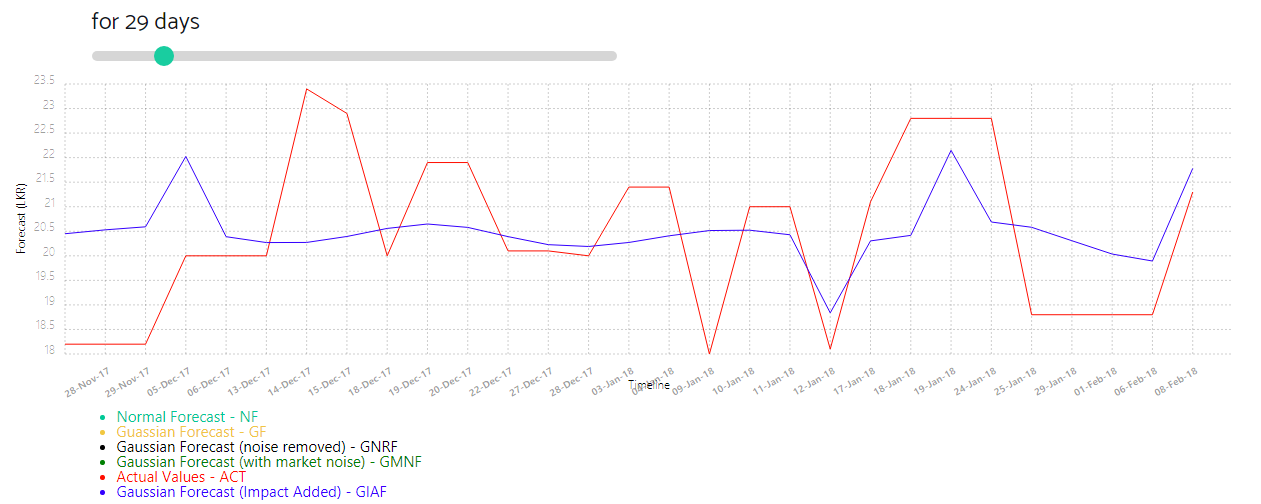 for 29 days
23.5
23
22.5
22
21.5
21
20.5
20
19.5
19
18.5
18
Forecast (LKR)
28-Nov-17
29-Nov-17
05-Dec-17
06-Dec-17
13-Dec-17
14-Dec-17
15-Dec-17
18-Dec-17
19-Dec-17
20-Dec-17
22-Dec-17
27-Dec-17
28-Dec-17
03-Jan-18
04-Jan-18
09-Jan-18
10-Jan-18
11-Jan-18
12-Jan-18
17-Jan-18
18-Jan-18
19-Jan-18
24-Jan-18
25-Jan-18
29-Jan-18
01-Feb-18
06-Feb-18
08-Feb-18
Timeline
Normal Forecast - NF
Guassian Forecast - GF
Gaussian Forecast (noise removed) - GNRF
Gaussian Forecast (with market noise) - GMNF
Actual Values - ACT
Gaussian Forecast (Impact Added) - GIAF